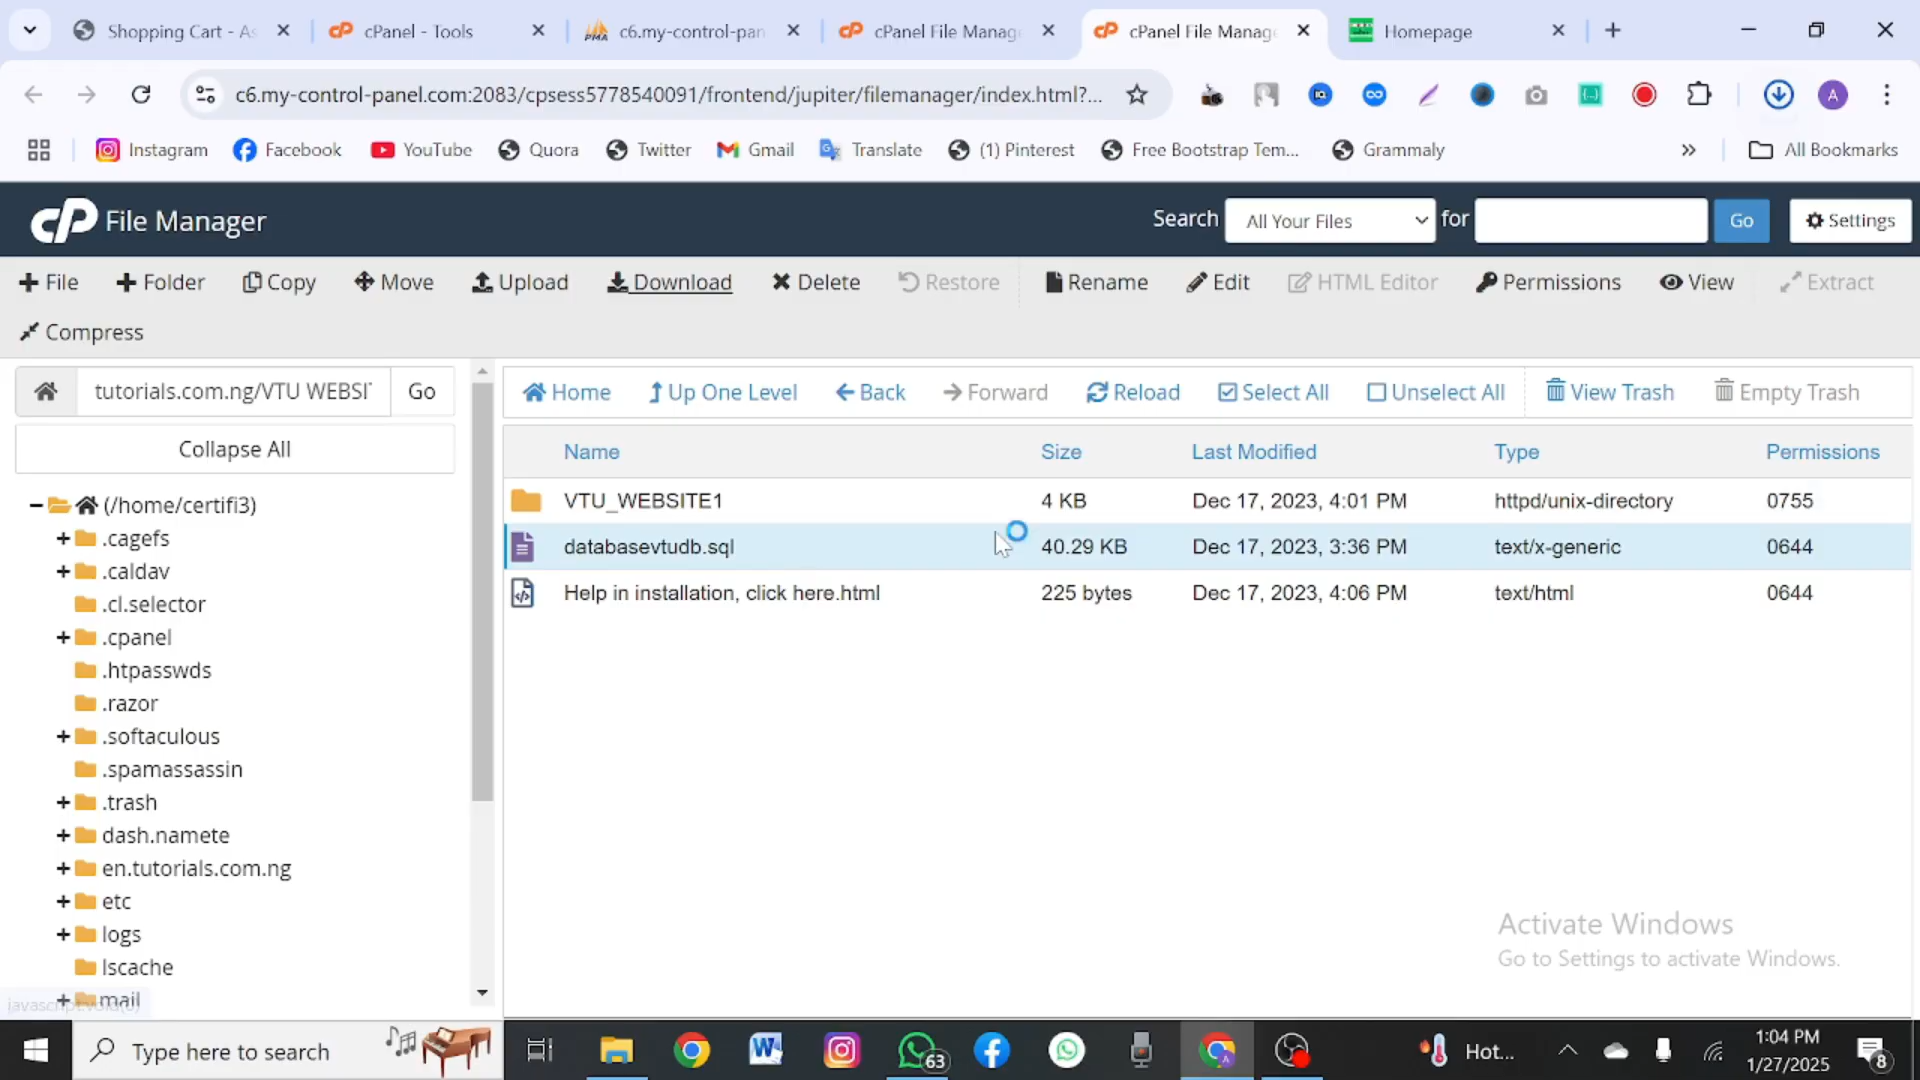 Shopping Cart - As
cPanel - Tools
c6.my-control-pan
cPanel File Manag
cPanel File Manage
Homepage
c6.my-control-panel.com:2083/cpsess5778540091/frontend/jupiter/filemanager/index.html?...
Instagram
Facebook
YouTube
Quora
Twitter
Gmail
Translate
(1) Pinterest
Free Bootstrap Tem...
Grammaly
All Bookmarks
cP File Manager
Search
All Your Files
for
Go
Settings
File
Folder
Copy
Move
Upload
Download
Delete
Restore
Rename
Edit
HTML Editor
Permissions
View
Extract
Compress
tutorials.com.ng/VTU WEBSIT
Go
Home
Up One Level
Back
Forward
Reload
Select All
Unselect All
View Trash
Empty Trash
Collapse All
Name Size Last Modified Type Permissions
VTU_WEBSITE1 4 KB Dec 17, 2023, 4:01 PM httpd/unix-directory 0755
databasevtudb.sql 40.29 KB Dec 17, 2023, 3:36 PM text/x-generic 0644
Help in installation, click here.html 225 bytes Dec 17, 2023, 4:06 PM text/html 0644
(/home/certifi3)
.cagefs
.caldav
.cl.selector
.cpanel
.htpasswds
.razor
.softaculous
.spamassassin
.trash
dash.namete
en.tutorials.com.ng
etc
logs
lscache
mail
javascript:void(0)
Activate Windows
Go to Settings to activate Windows.
Type here to search
63
Hot...
1:04 PM
1/27/2025
8